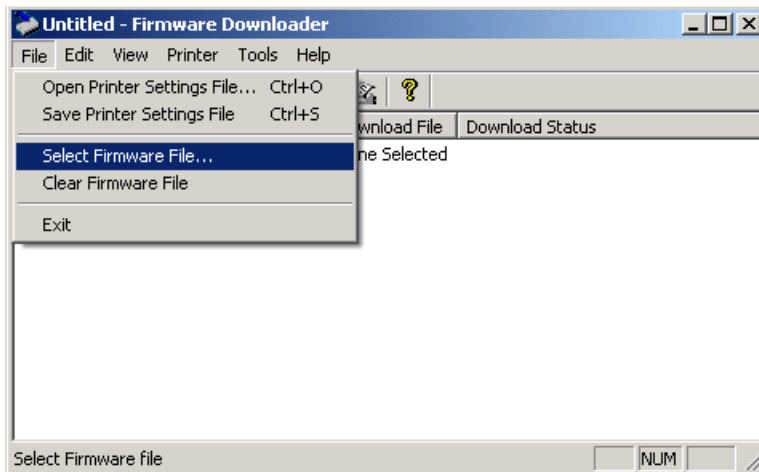 Untitled - Firmware Downloader
File Edit View Printer Tools Help
Open Printer Settings File... Ctrl+O
Save Printer Settings File Ctrl+S
wnload File Download Status
Select Firmware File...
ne Selected
Clear Firmware File
Exit
Select Firmware file
NUM